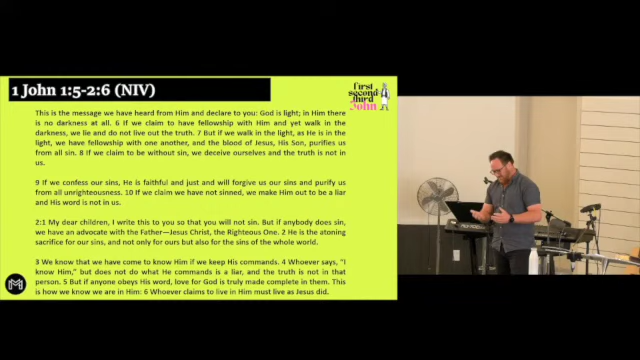 1 John 1:5-2:6 (NIV)
first
second
third
John
This is the message we have heard from Him and declare to you: God is light; in Him there
is no darkness at all. 6 If we claim to have fellowship with Him and yet walk in the
darkness, we lie and do not live out the truth. 7 But if we walk in the light, as He is in
the light, we have fellowship with one another, and the blood of Jesus, His Son, purifies us
from all sin. 8 If we claim to be without sin, we deceive ourselves and the truth is not in
us.
9 If we confess our sins, He is faithful and just and will forgive us our sins and purify us
from all unrighteousness. 10 If we claim we have not sinned, we make Him out to be a liar
and His word is not in us.
2:1 My dear children, I write this to you so that you will not sin. But if anybody does sin,
we have an advocate with the Father—Jesus Christ, the Righteous One. 2 He is the atoning
sacrifice for our sins, and not only for ours but also for the sins of the whole world.
3 We know that we have come to know Him if we keep His commands. 4 Whoever says, "I
know Him," but does not do what He commands is a liar, and the truth is not in that
person. 5 But if anyone obeys His word, love for God is truly made complete in them. This
is how we know we are in Him: 6 Whoever claims to live in Him must live as Jesus did.
M